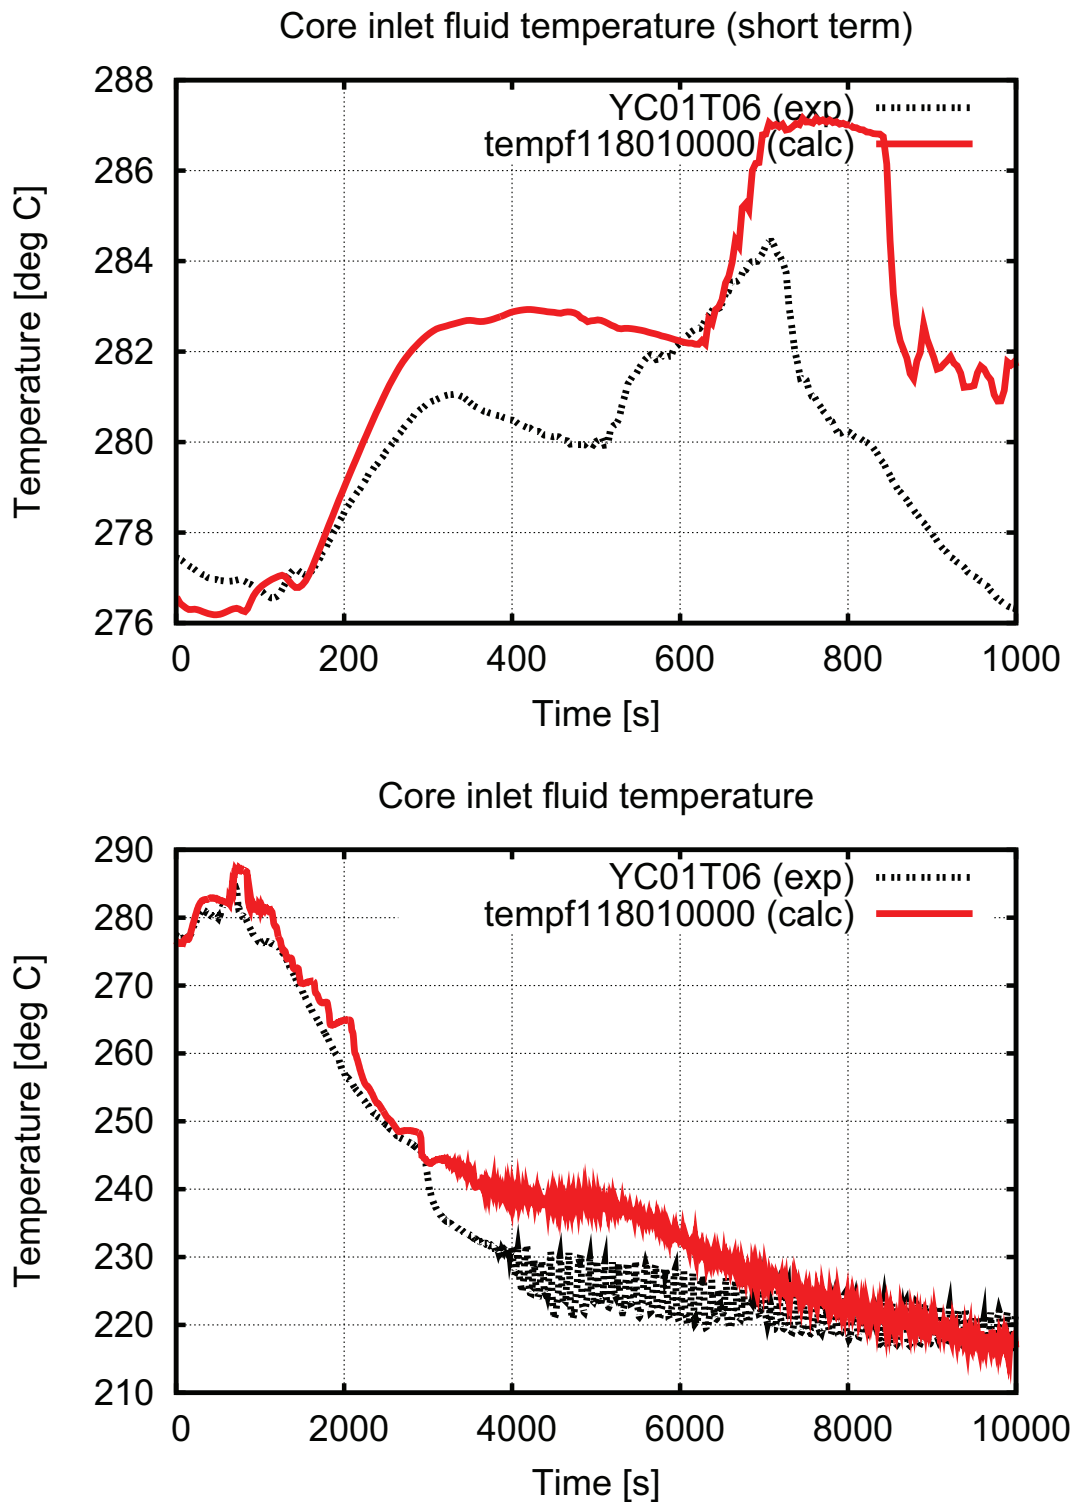 Core inlet fluid temperature (short term)
YC01T06 (exp)
tempf118010000 (calc)
Temperature [deg C]
288
286
284
282
280
278
276
0 200 400 600 800 1000
Time [s]
Core inlet fluid temperature
YC01T06 (exp)
tempf118010000 (calc)
Temperature [deg C]
290
280
270
260
250
240
230
220
210
0 2000 4000 6000 8000 10000
Time [s]